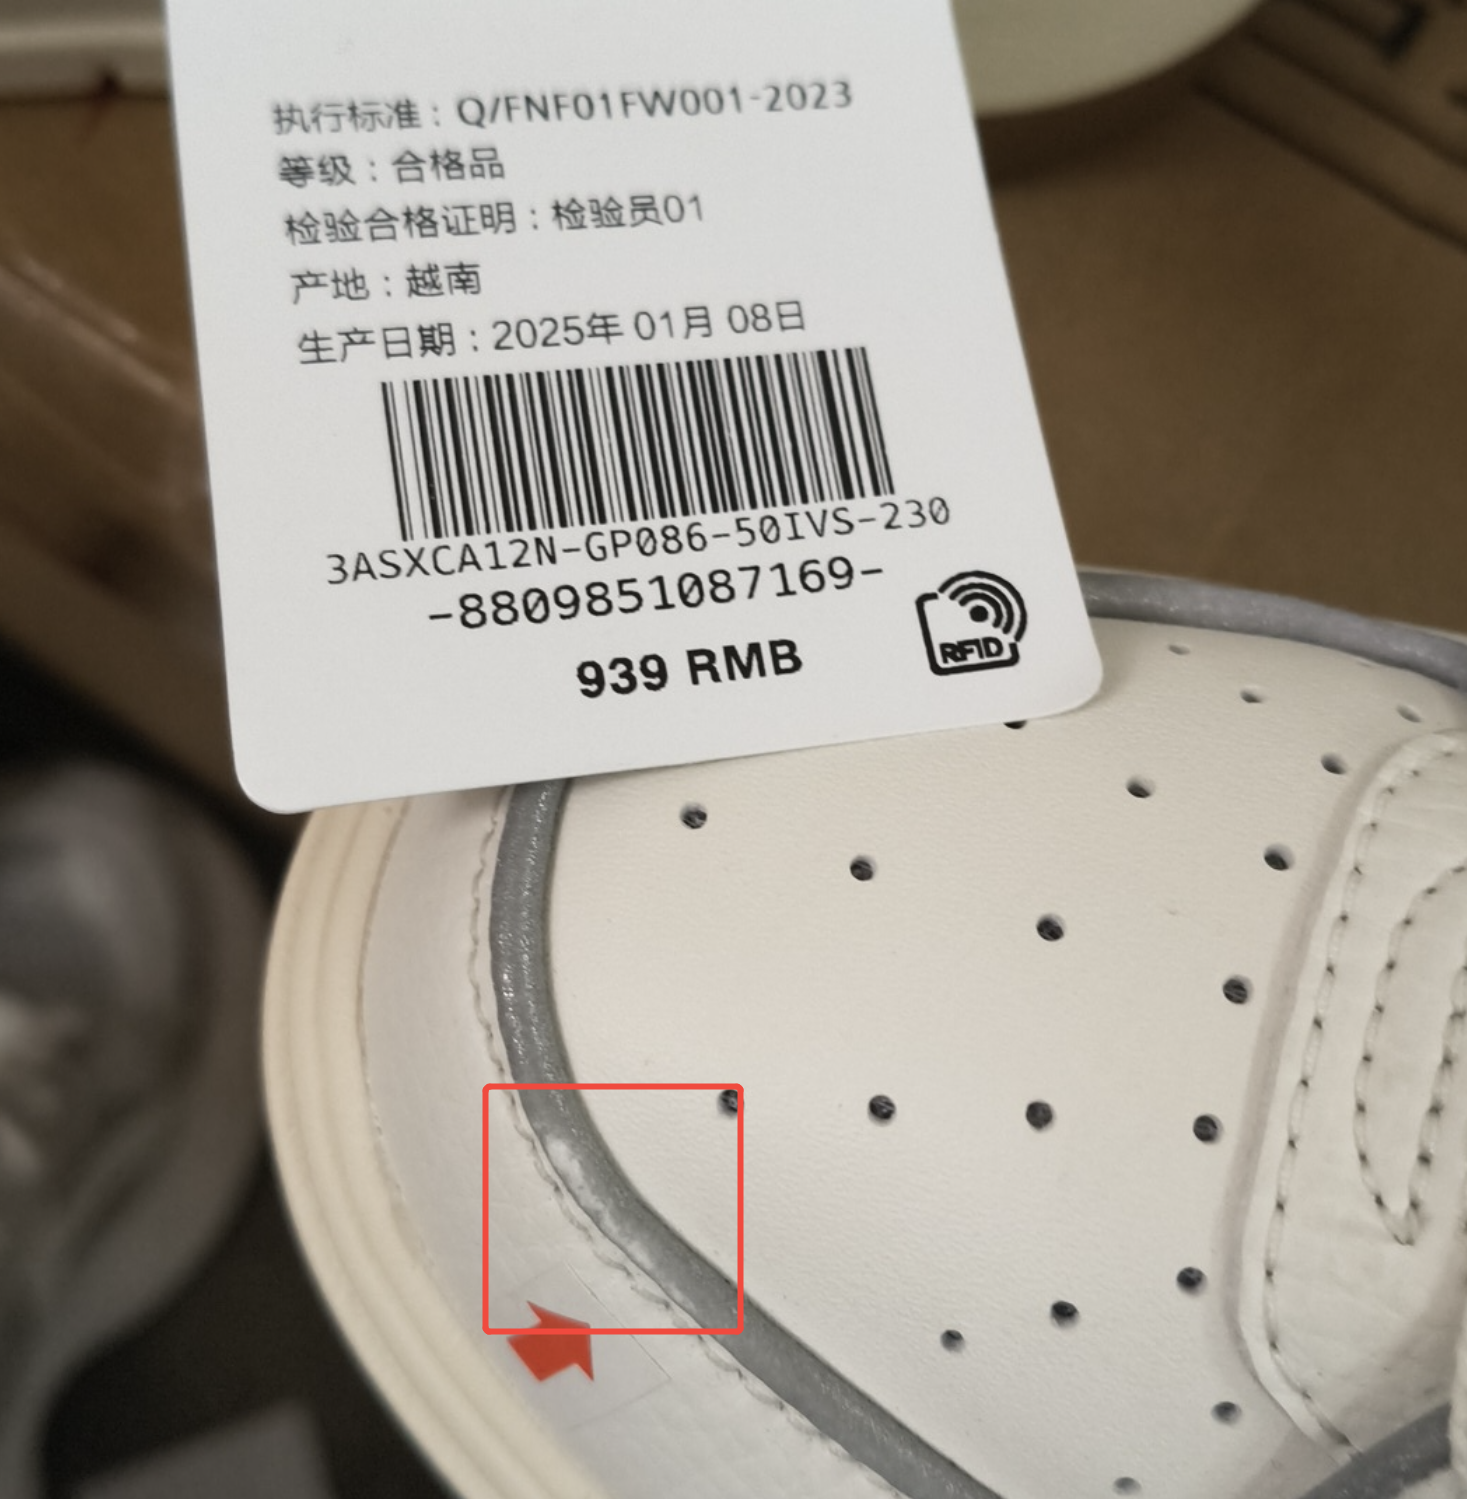 执行标准：Q/FNF01FW001-2023
等级：合格品
检验合格证明：检验员01
产地：越南
生产日期：2025年 01月 08日
3ASXCA12N-GP086-50IVS-230
-8809851087169-
939 RMB
RFID